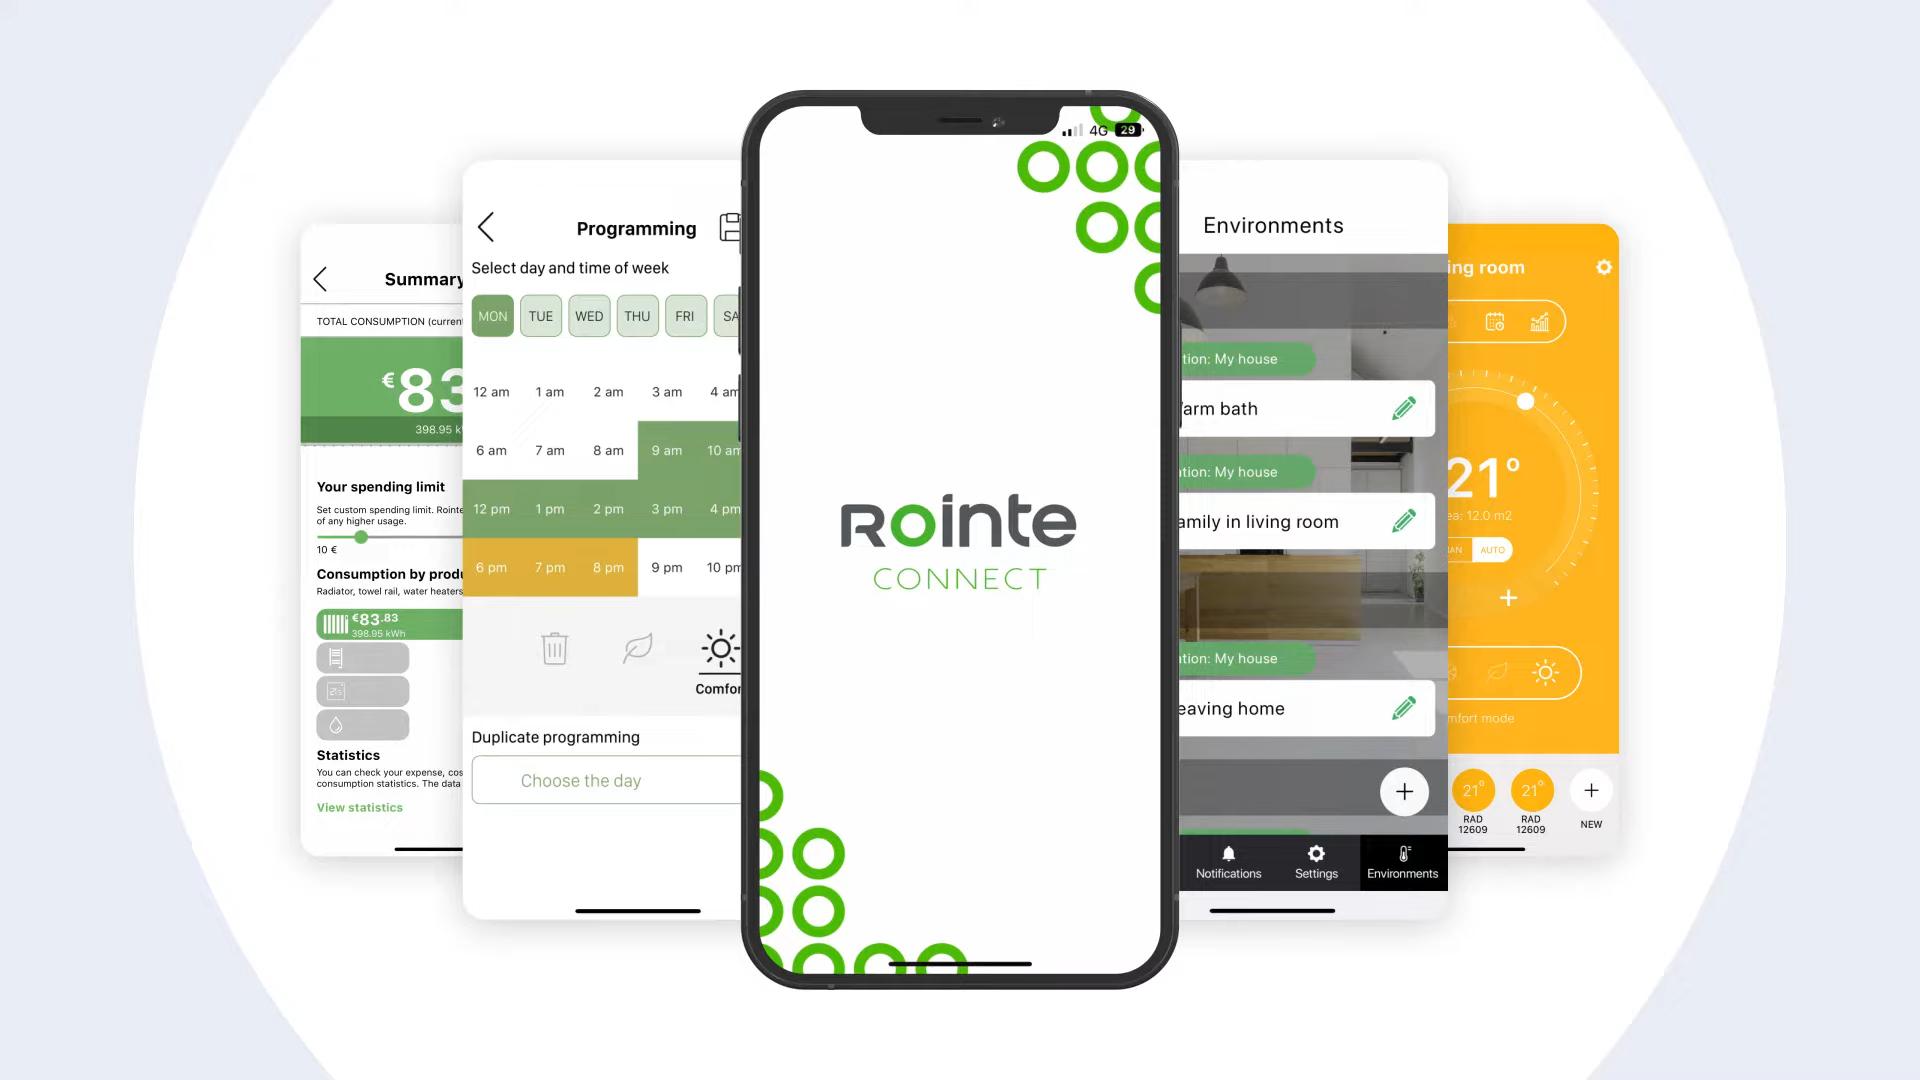 Summary
TOTAL CONSUMPTION (current
€83
398.95 k
Your spending limit
Set custom spending limit. Rointe
of any higher usage.
10 €
Consumption by produ
Radiator, towel rail, water heaters
€83.83
398.95 kWh
Statistics
You can check your expense, cos
consumption statistics. The data
View statistics
Programming
Select day and time of week
MON TUE WED THU FRI SA
12 am 1 am 2 am 3 am 4 am
6 am 7 am 8 am 9 am 10 am
12 pm 1 pm 2 pm 3 pm 4 pm
6 pm 7 pm 8 pm 9 pm 10 pm
Comfor
Duplicate programming
Choose the day
4G 29
Rointe
CONNECT
Environments
tion: My house
arm bath
ation: My house
amily in living room
ation: My house
eaving home
Notifications Settings Environments
ing room
21°
ea: 12.0 m2
AN AUTO
+
mfort mode
21° 21° +
RAD RAD NEW
12609 12609